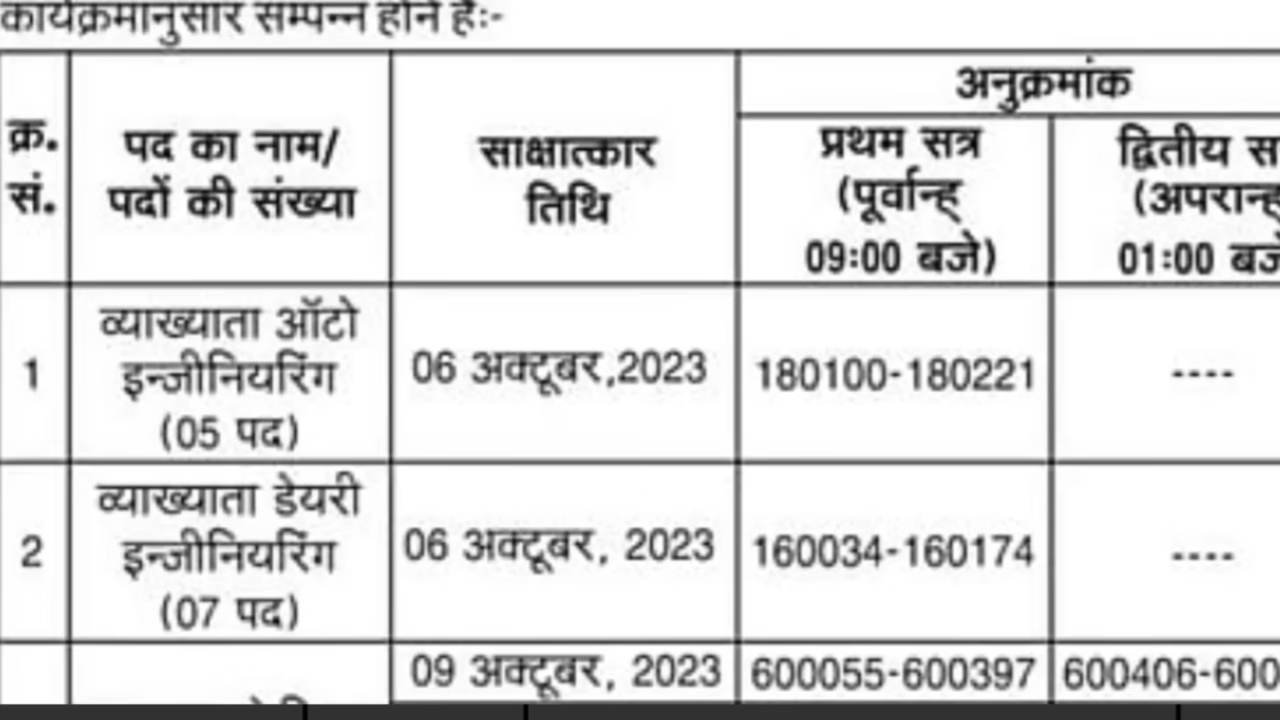 कार्यक्रमानुसार सम्पन्न होने हैः-
अनुक्रमांक
क्र.
सं.
पद का नाम/
पदों की संख्या
साक्षात्कार
तिथि
प्रथम सत्र
(पूर्वान्ह्
09:00 बजे)
द्वितीय
(अपरान्ह्
01:00 बजे
1
व्याख्याता ऑटो
इन्जीनियरिंग
(05 पद)
06 अक्टूबर,2023
180100-180221
----
2
व्याख्याता डेयरी
इन्जीनियरिंग
(07 पद)
06 अक्टूबर, 2023
160034-160174
----
09 अक्टूबर, 2023
600055-600397
600406-600